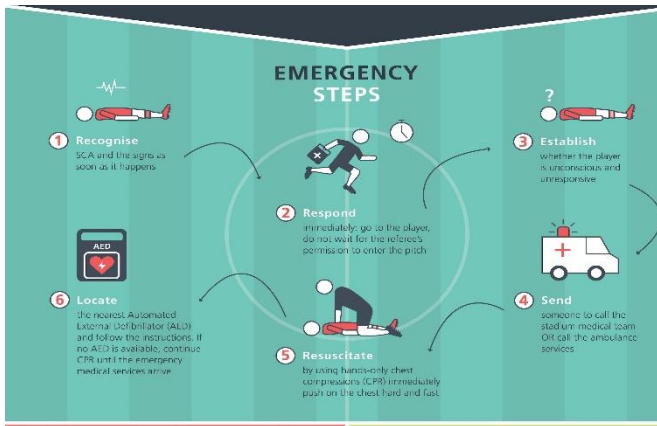 EMERGENCY
STEPS
1 Recognise
SCA and the signs as
soon as it happens
2 Respond
immediately: go to the player,
do not wait for the referee's
permission to enter the pitch
?
3 Establish
whether the player
is unconscious and
unresponsive
4 Send
someone to call the
stadium medical team
OR call the ambulance
services
5 Resuscitate
by using hands-only chest
compressions (CPR) immediately
push on the chest hard and fast
AED
6 Locate
the nearest Automated
External Defibrillator (AED)
and follow the instructions. If
no AED is available, continue
CPR until the emergency
medical services arrive